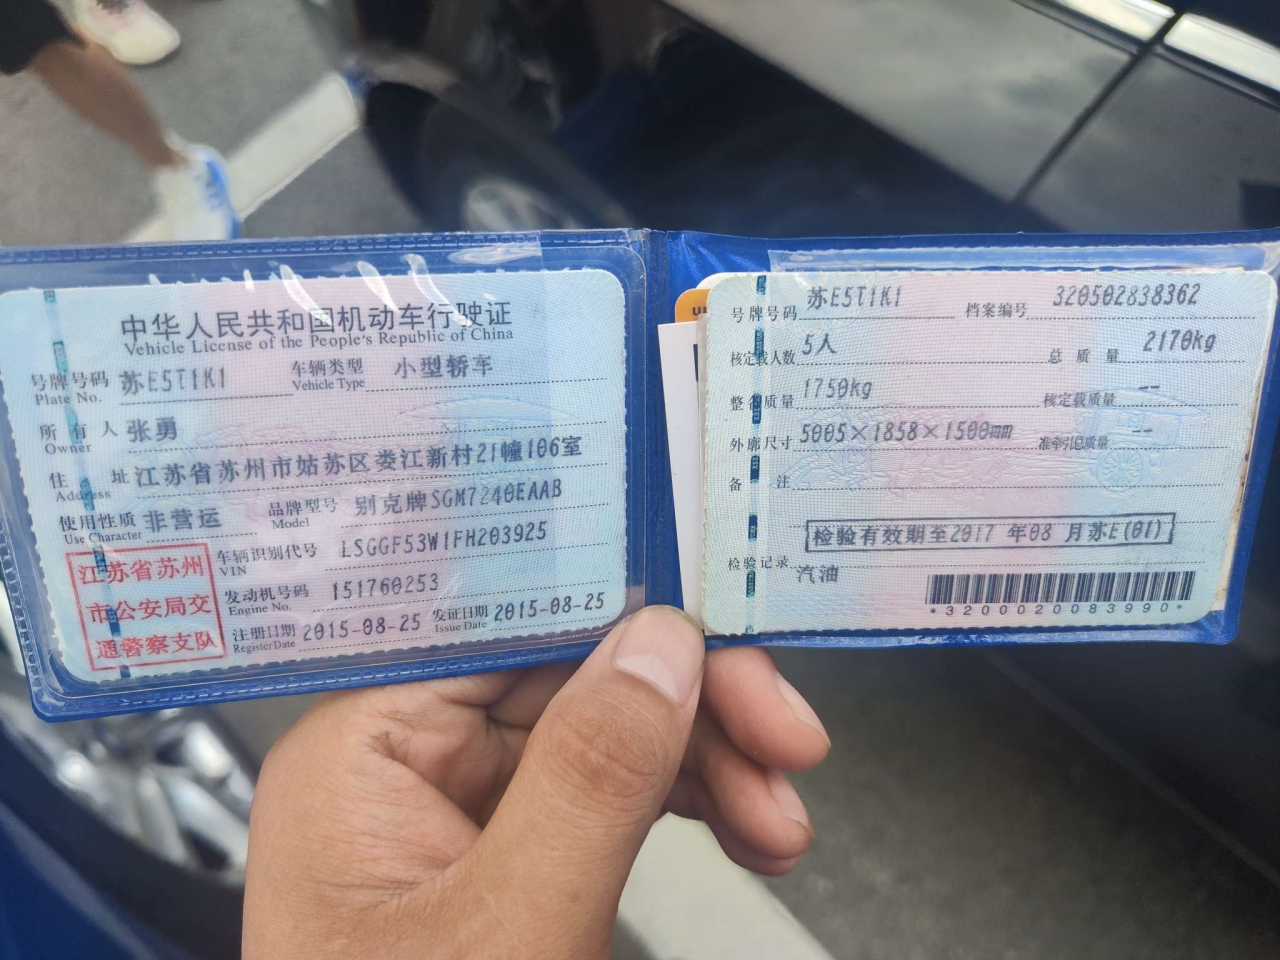 中华人民共和国机动车行驶证
Vehicle License of the People's Republic of China
号牌号码 苏E5T1K1 车辆类型 小型轿车
Plate No. Vehicle Type
所有人 张勇
Owner
住址 江苏省苏州市姑苏区娄江新村21幢106室
Address
使用性质 非营运 品牌型号 别克牌SGM7240EAAB
Use Character Model
江苏省苏州
市公安局交
通警察支队
车辆识别代号 LSGGF53W1FH203925
VIN
发动机号码 151760253
Engine No.
注册日期 2015-08-25 发证日期 2015-08-25
Register Date Issue Date
号牌号码 苏E5T1K1 档案编号 320502838362
核定载人数 5人 总质量 2170kg
整备质量 1750kg 核定载质量 --
外廓尺寸 5005×1858×1500mm 准牵引总质量 --
备注
检验有效期至2017 年08 月苏E(01)
检验记录
汽油
*3200020083990*